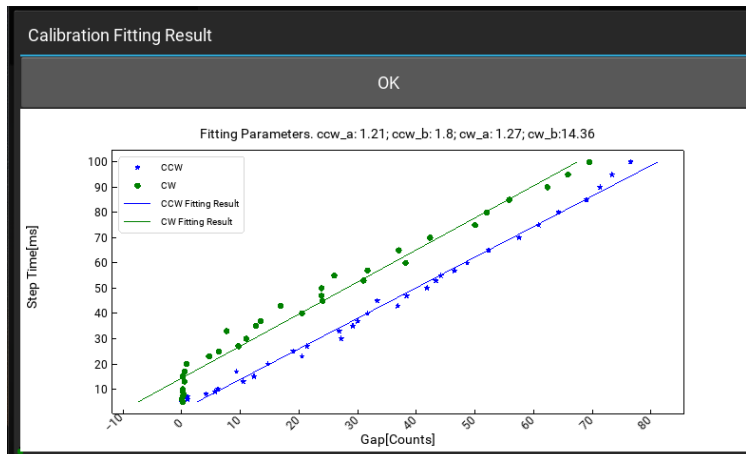 Calibration Fitting Result
OK
Fitting Parameters. ccw_a: 1.21; ccw_b: 1.8; cw_a: 1.27; cw_b:14.36
CCW
CW
CCW Fitting Result
CW Fitting Result
Step Time[ms]
100
90
80
70
60
50
40
30
20
10
-10
0
10
20
30
40
50
60
70
80
Gap[Counts]